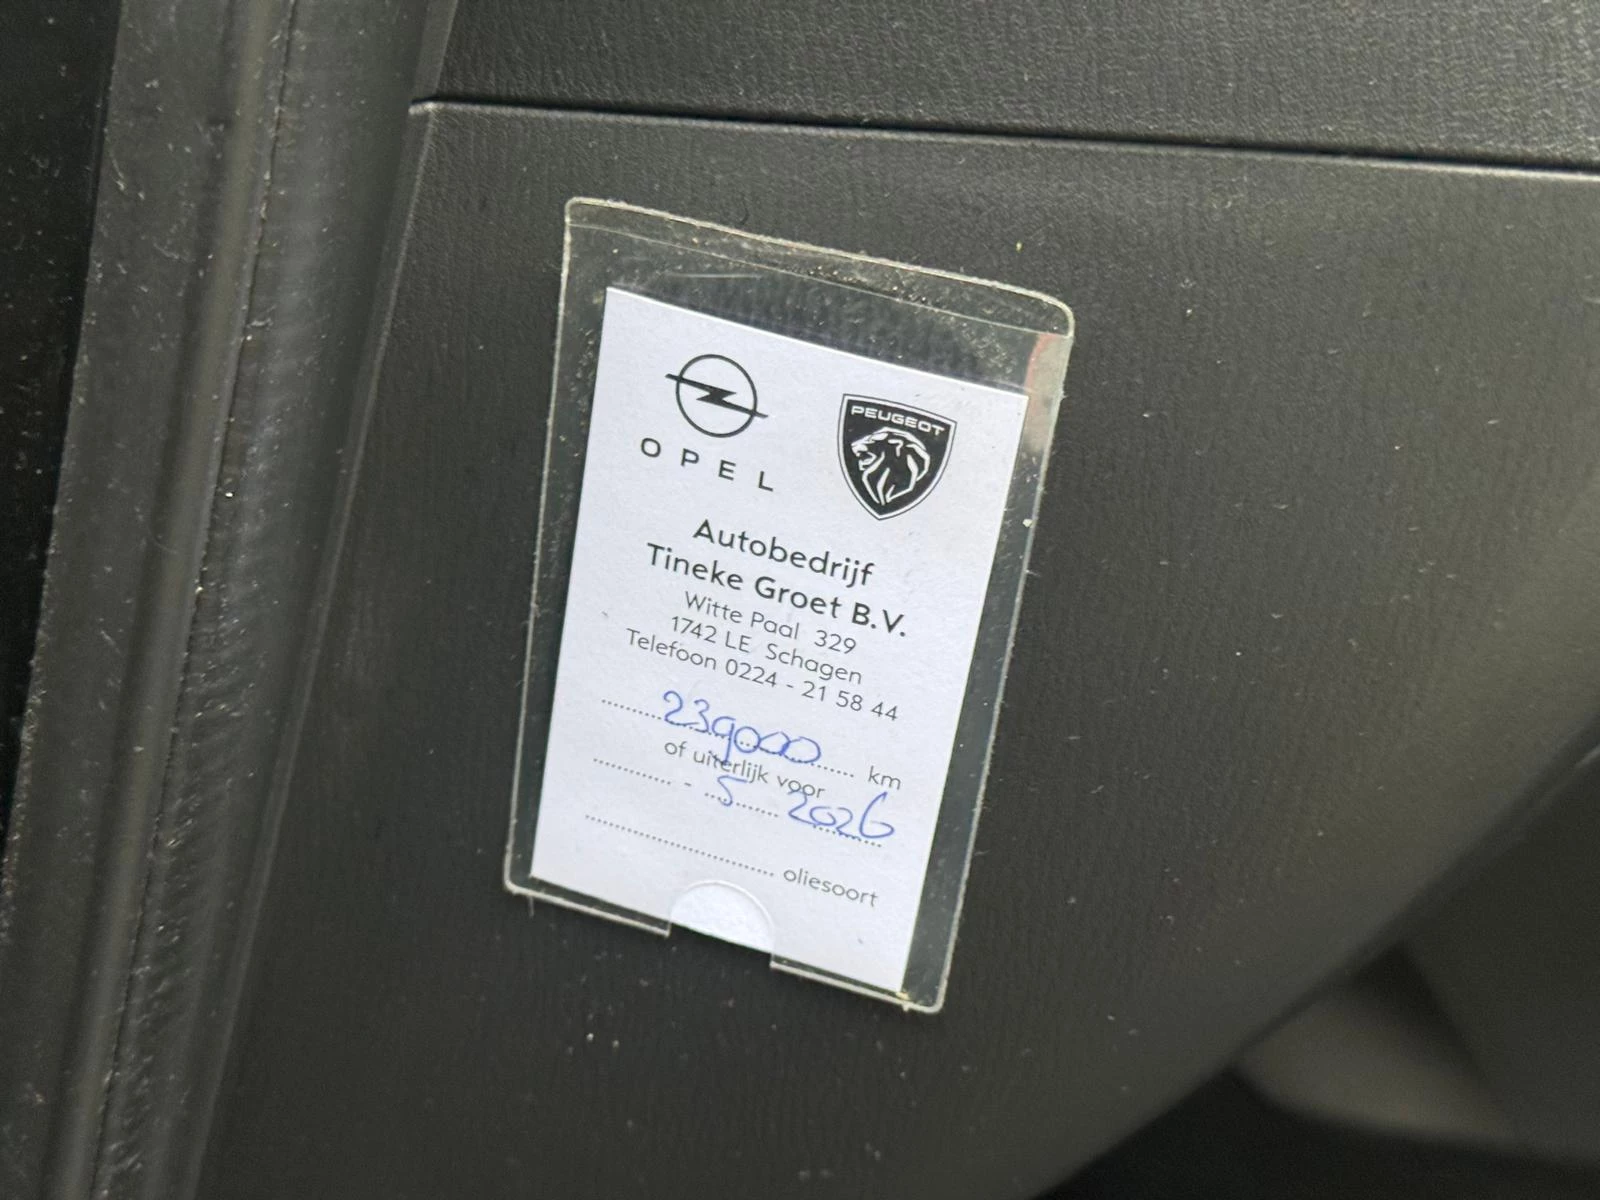 OPEL
PEUGEOT
Autobedrijf
Tineke Groet B.V.
Witte Paal 329
1742 LE Schagen
Telefoon 0224 - 21 58 44
239000 km
of uiterlijk voor
- 5 2026
oliesoort